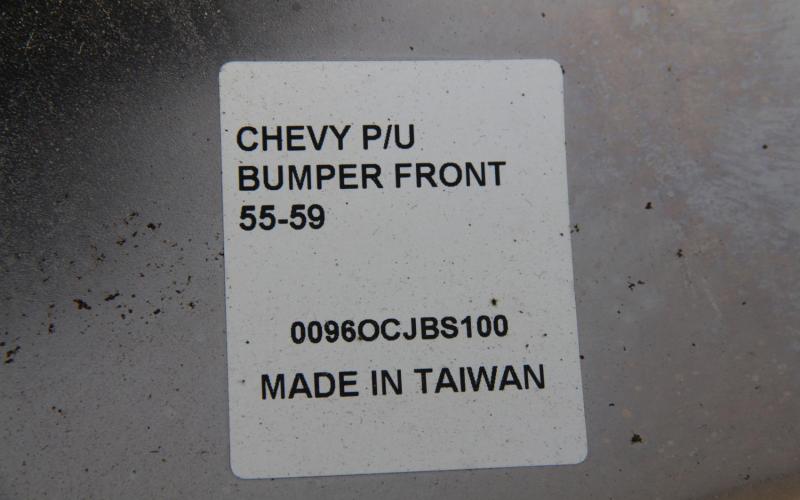 CHEVY P/U
BUMPER FRONT
55-59
0096OCJBS100
MADE IN TAIWAN